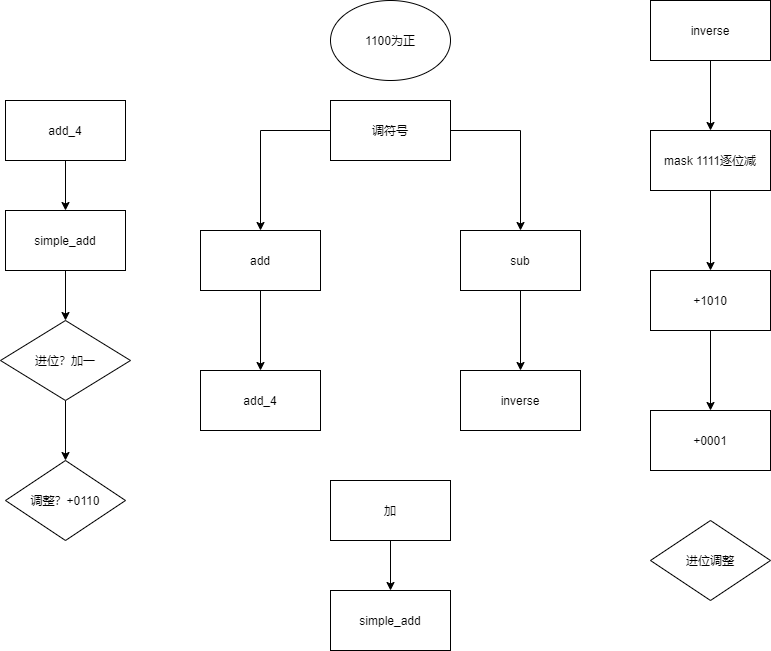 1100为正
inverse
add_4
调符号
mask 1111逐位减
simple_add
add
sub
+1010
进位？加一
add_4
inverse
+0001
调整？+0110
加
进位调整
simple_add